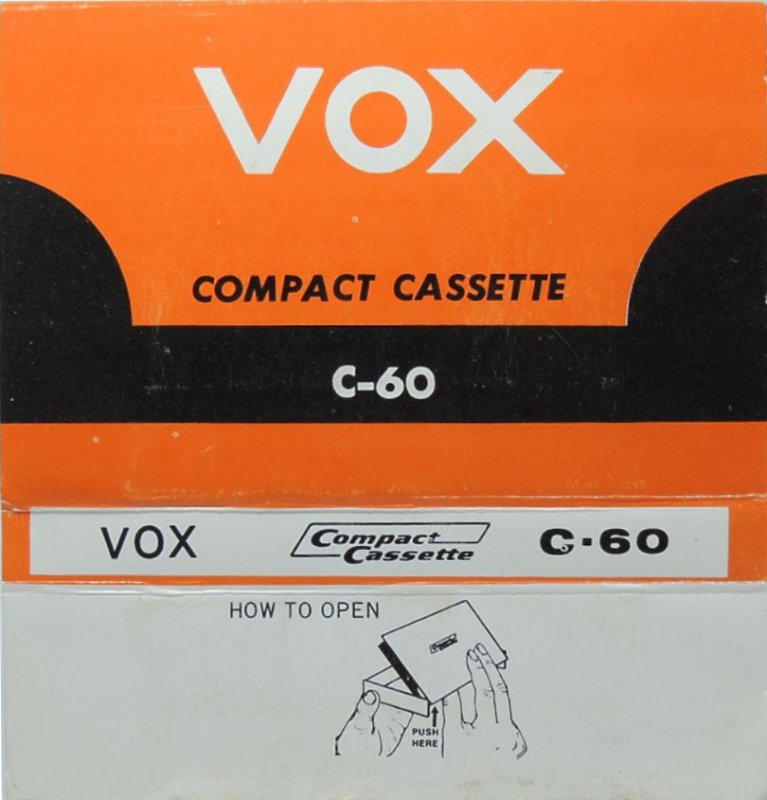 VOX
COMPACT CASSETTE
C-60
VOX Compact Cassette C-60
HOW TO OPEN
PUSH
HERE